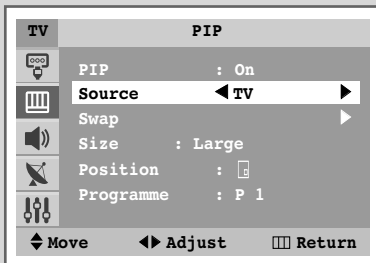 TV PIP
PIP : On
Source TV
Swap
Size : Large
Position :
Programme : P 1
Move Adjust Return